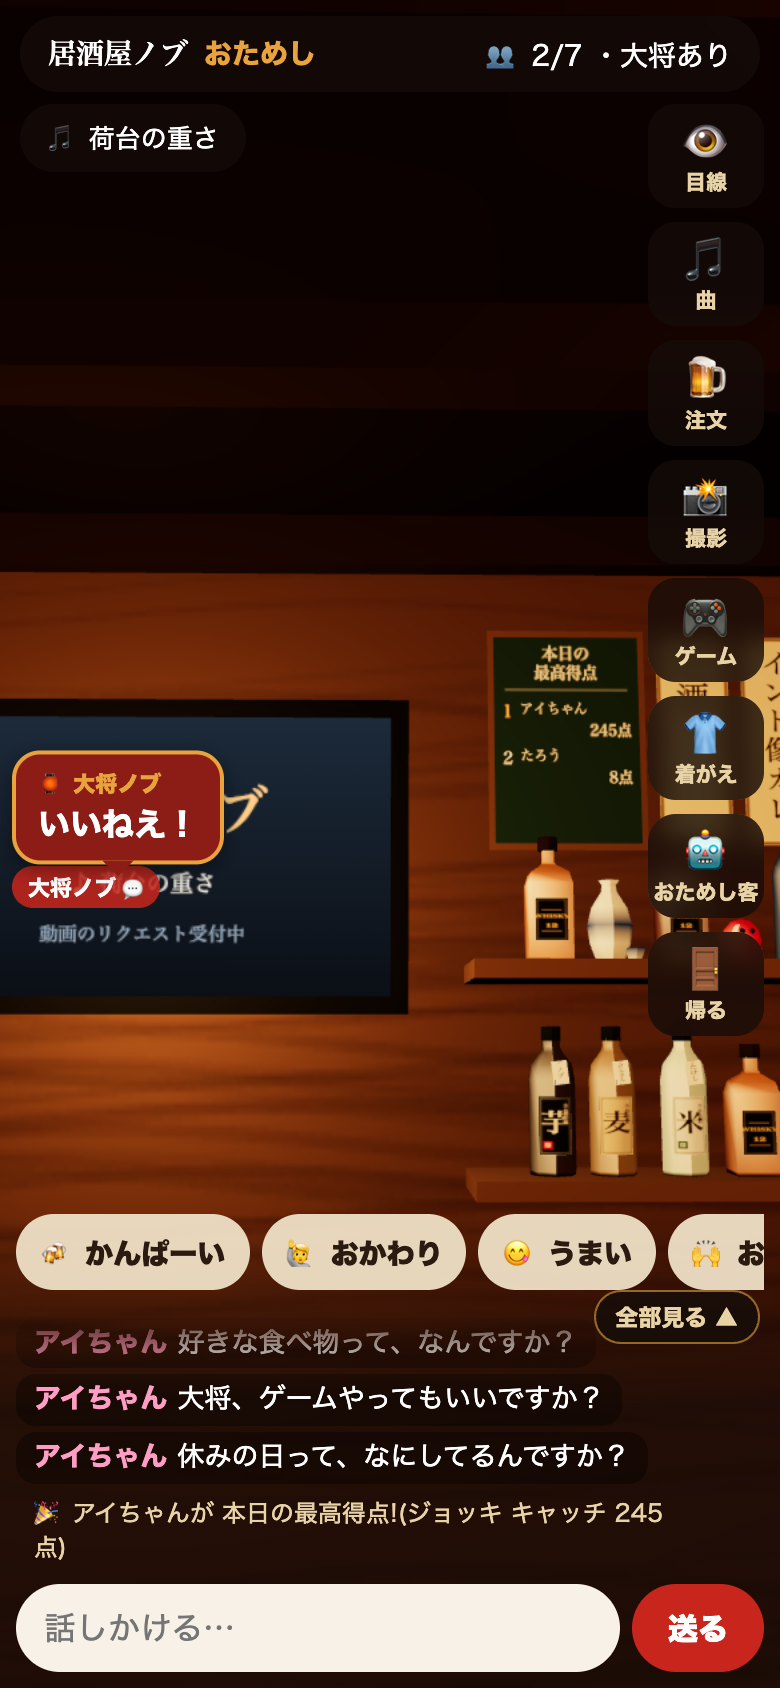 居酒屋ノブ おためし
2/7 ・大将あり
荷台の重さ
目線
曲
注文
撮影
ゲーム
着がえ
おためし客
帰る
本日の
最高得点
1 アイちゃん
245点
2 たろう
8点
大将ノブ
いいねえ！
大将ノブ
ブ
の重さ
動画のリクエスト受付中
酒
WHISKY
芋
麦
米
WHISKY
かんぱーい
おかわり
うまい
お
全部見る ▲
アイちゃん 好きな食べ物って、なんですか？
アイちゃん 大将、ゲームやってもいいですか？
アイちゃん 休みの日って、なにしてるんですか？
アイちゃんが 本日の最高得点!(ジョッキ キャッチ 245
点)
話しかける…
送る